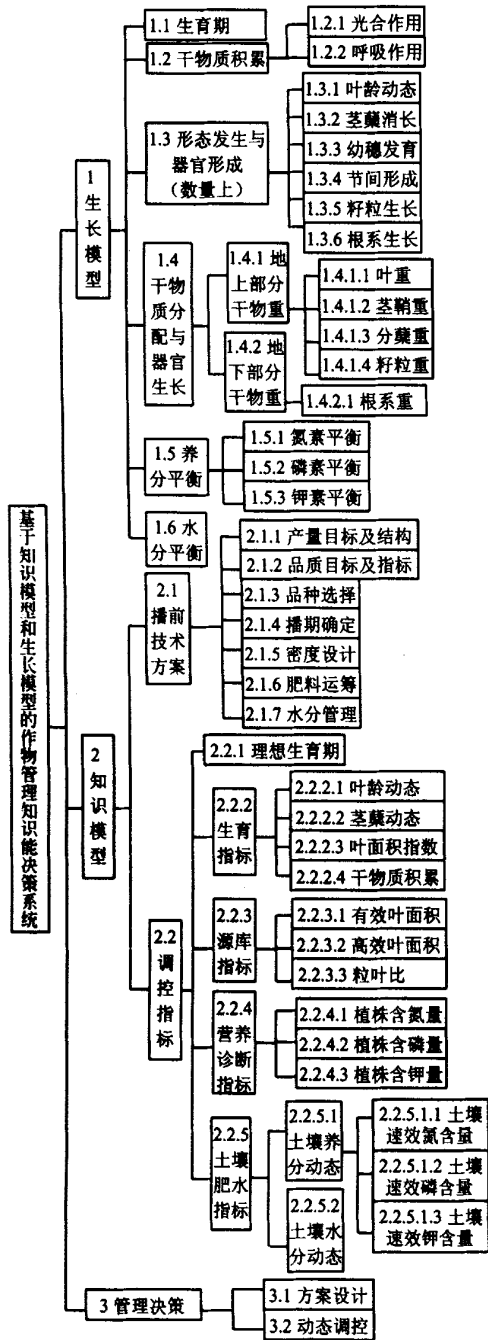 基于知识模型和生长模型的作物管理知识能决策系统
1 生长模型
1.1 生育期
1.2 干物质积累
1.2.1 光合作用
1.2.2 呼吸作用
1.3 形态发生与
器官形成
（数量上）
1.3.1 叶龄动态
1.3.2 茎蘖消长
1.3.3 幼穗发育
1.3.4 节间形成
1.3.5 籽粒生长
1.3.6 根系生长
1.4
干物
质分
配与
器官
生长
1.4.1 地
上部分
干物重
1.4.1.1 叶重
1.4.1.2 茎鞘重
1.4.1.3 分蘖重
1.4.1.4 籽粒重
1.4.2 地
下部分
干物重
1.4.2.1 根系重
1.5 养
分平衡
1.5.1 氮素平衡
1.5.2 磷素平衡
1.5.3 钾素平衡
1.6 水
分平衡
2 知识模型
2.1
播前
技术
方案
2.1.1 产量目标及结构
2.1.2 品质目标及指标
2.1.3 品种选择
2.1.4 播期确定
2.1.5 密度设计
2.1.6 肥料运筹
2.1.7 水分管理
2.2
调控指标
2.2.1 理想生育期
2.2.2
生育
指标
2.2.2.1 叶龄动态
2.2.2.2 茎蘖动态
2.2.2.3 叶面积指数
2.2.2.4 干物质积累
2.2.3
源库
指标
2.2.3.1 有效叶面积
2.2.3.2 高效叶面积
2.2.3.3 粒叶比
2.2.4
营养
诊断
指标
2.2.4.1 植株含氮量
2.2.4.2 植株含磷量
2.2.4.3 植株含钾量
2.2.5
土壤
肥水
指标
2.2.5.1
土壤养
分动态
2.2.5.1.1 土壤
速效氮含量
2.2.5.1.2 土壤
速效磷含量
2.2.5.1.3 土壤
速效钾含量
2.2.5.2
土壤水
分动态
3 管理决策
3.1 方案设计
3.2 动态调控